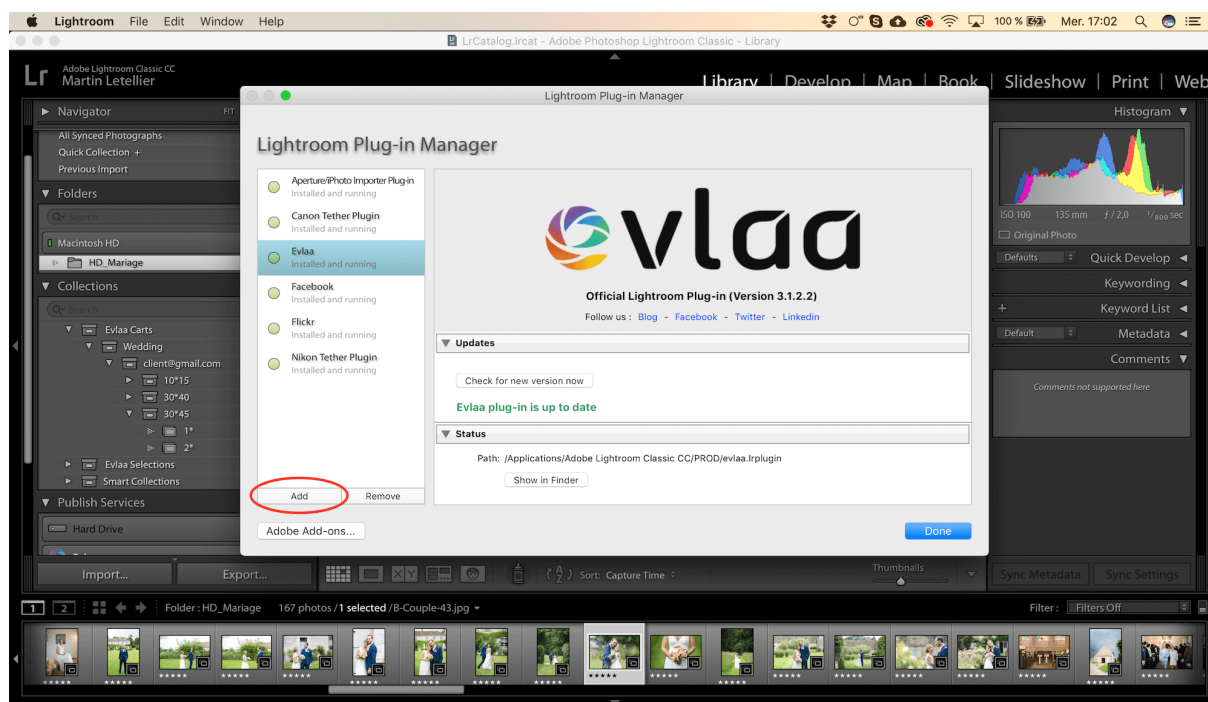 Lightroom File Edit Window Help 100 % Mer. 17:02
LrCatalog.lrcat - Adobe Photoshop Lightroom Classic - Library
Lr Adobe Lightroom Classic CC
Martin Letellier
Library | Develop | Map | Book | Slideshow | Print | Web
Lightroom Plug-in Manager
Navigator FIT
All Synced Photographs
Quick Collection +
Previous Import
Folders
Search
Macintosh HD
HD_Mariage
Collections
Search
Evlaa Carts
Wedding
client@gmail.com
10*15
30*40
30*45
1*
2*
Evlaa Selections
Smart Collections
Publish Services
Hard Drive
Import... Export...
Lightroom Plug-in Manager
Aperture/iPhoto Importer Plug-in
Installed and running
Canon Tether Plugin
Installed and running
Evlaa
Installed and running
Facebook
Installed and running
Flickr
Installed and running
Nikon Tether Plugin
Installed and running
Add Remove
Adobe Add-ons...
evlaa
Official Lightroom Plug-in (Version 3.1.2.2)
Follow us : Blog - Facebook - Twitter - Linkedin
Updates
Check for new version now
Evlaa plug-in is up to date
Status
Path: /Applications/Adobe Lightroom Classic CC/PROD/evlaa.lrplugin
Show in Finder
Done
Histogram
ISO 100 135 mm ƒ / 2,0 1/800 sec
Original Photo
Defaults Quick Develop
Keywording
+ Keyword List
Default Metadata
Comments
Comments not supported here
XY Sort: Capture Time Thumbnails
Sync Metadata Sync Settings
1 2 Folder : HD_Mariage 167 photos / 1 selected / B-Couple-43.jpg Filter : Filters Off